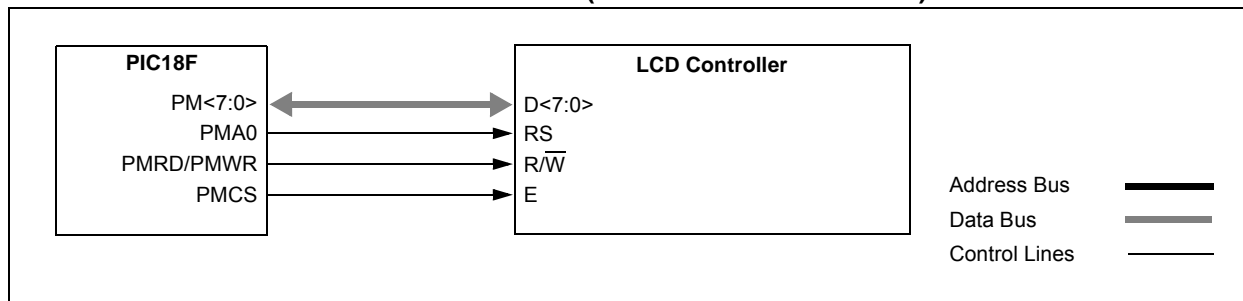 PIC18F
LCD Controller
PM<7:0>
D<7:0>
PMA0
RS
PMRD/PMWR
R/W̅
PMCS
E
Address Bus
Data Bus
Control Lines